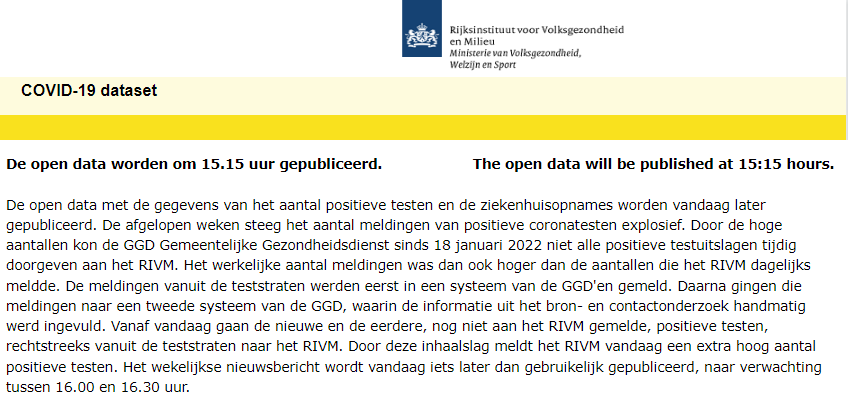 Rijksinstituut voor Volksgezondheid
en Milieu
Ministerie van Volksgezondheid,
Welzijn en Sport
COVID-19 dataset
De open data worden om 15.15 uur gepubliceerd. The open data will be published at 15:15 hours.
De open data met de gegevens van het aantal positieve testen en de ziekenhuisopnames worden vandaag later
gepubliceerd. De afgelopen weken steeg het aantal meldingen van positieve coronatesten explosief. Door de hoge
aantallen kon de GGD Gemeentelijke Gezondheidsdienst sinds 18 januari 2022 niet alle positieve testuitslagen tijdig
doorgeven aan het RIVM. Het werkelijke aantal meldingen was dan ook hoger dan de aantallen die het RIVM dagelijks
meldde. De meldingen vanuit de teststraten werden eerst in een systeem van de GGD'en gemeld. Daarna gingen die
meldingen naar een tweede systeem van de GGD, waarin de informatie uit het bron- en contactonderzoek handmatig
werd ingevuld. Vanaf vandaag gaan de nieuwe en de eerdere, nog niet aan het RIVM gemelde, positieve testen,
rechtstreeks vanuit de teststraten naar het RIVM. Door deze inhaalslag meldt het RIVM vandaag een extra hoog aantal
positieve testen. Het wekelijkse nieuwsbericht wordt vandaag iets later dan gebruikelijk gepubliceerd, naar verwachting
tussen 16.00 en 16.30 uur.